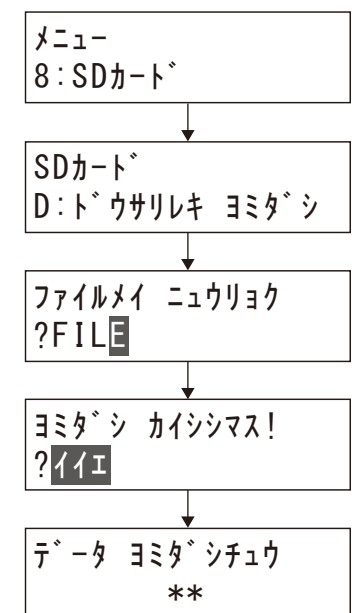 ﾒﾆｭｰ
8:SDｶｰﾄﾞ
SDｶｰﾄﾞ
D:ﾄﾞｳｻﾘﾚｷ ﾖﾐﾀﾞｼ
ﾌｧｲﾙﾒｲ ﾆｭｳﾘｮｸ
?FILE
ﾖﾐﾀﾞｼ ｶｲｼｼﾏｽ!
?ｲｲｴ
ﾃﾞｰﾀ ﾖﾐﾀﾞｼﾁｭｳ
**